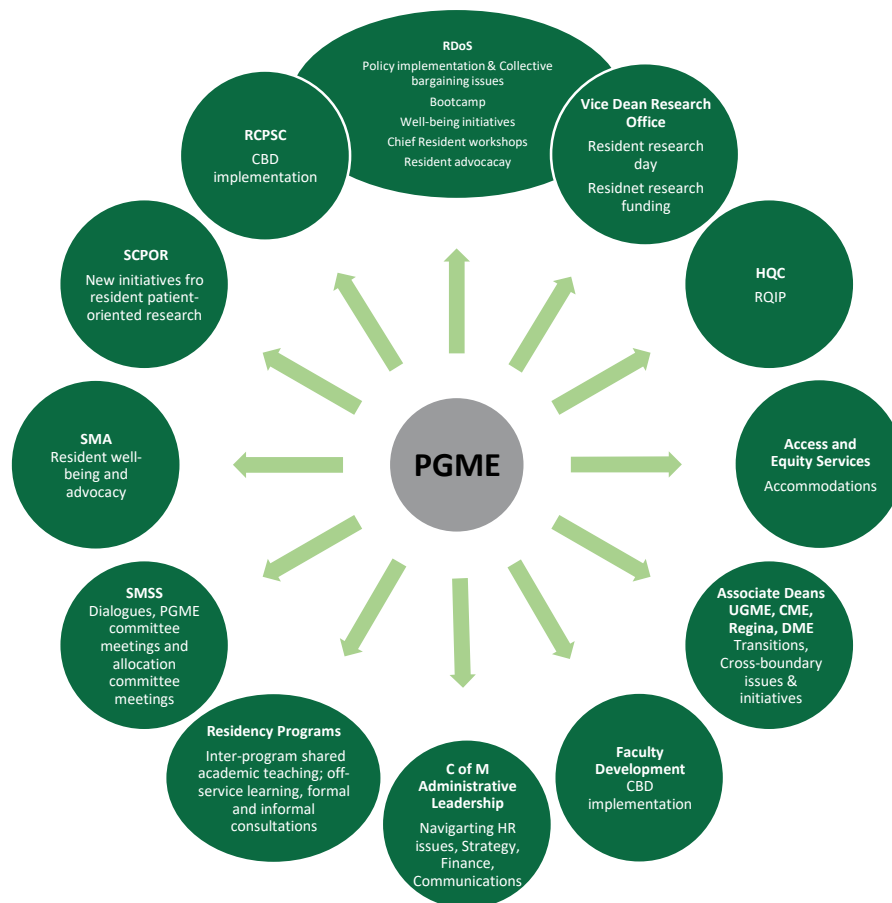 RDoS
Policy implementation & Collective
bargaining issues
Bootcamp
Well-being initiatives
Chief Resident workshops
Resident advocacay
Vice Dean Research
Office
Resident research
day
Residnet research
funding
HQC
RQIP
Access and
Equity Services
Accommodations
Associate Deans
UGME, CME,
Regina, DME
Transitions,
Cross-boundary
issues &
initiatives
Faculty
Development
CBD
implementation
C of M
Administrative
Leadership
Navigarting HR
issues, Strategy,
Finance,
Communications
Residency Programs
Inter-program shared
academic teaching; off-
service learning, formal
and informal
consultations
SMSS
Dialogues, PGME
committee
meetings and
allocation
committee
meetings
SMA
Resident well-
being and
advocacy
SCPOR
New initiatives fro
resident patient-
oriented research
RCPSC
CBD
implementation
PGME